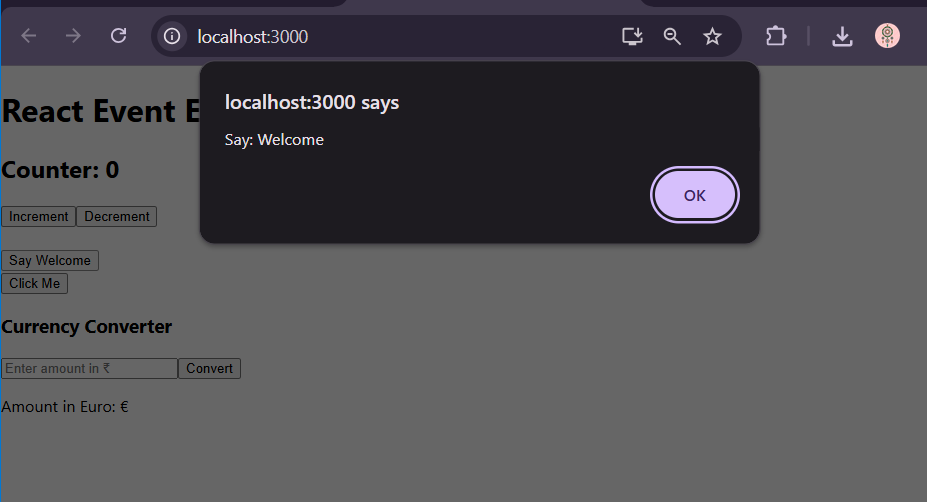 localhost:3000
localhost:3000 says
Say: Welcome
OK
React Event E
Counter: 0
Increment Decrement
Say Welcome
Click Me
Currency Converter
Enter amount in ₹ Convert
Amount in Euro: €